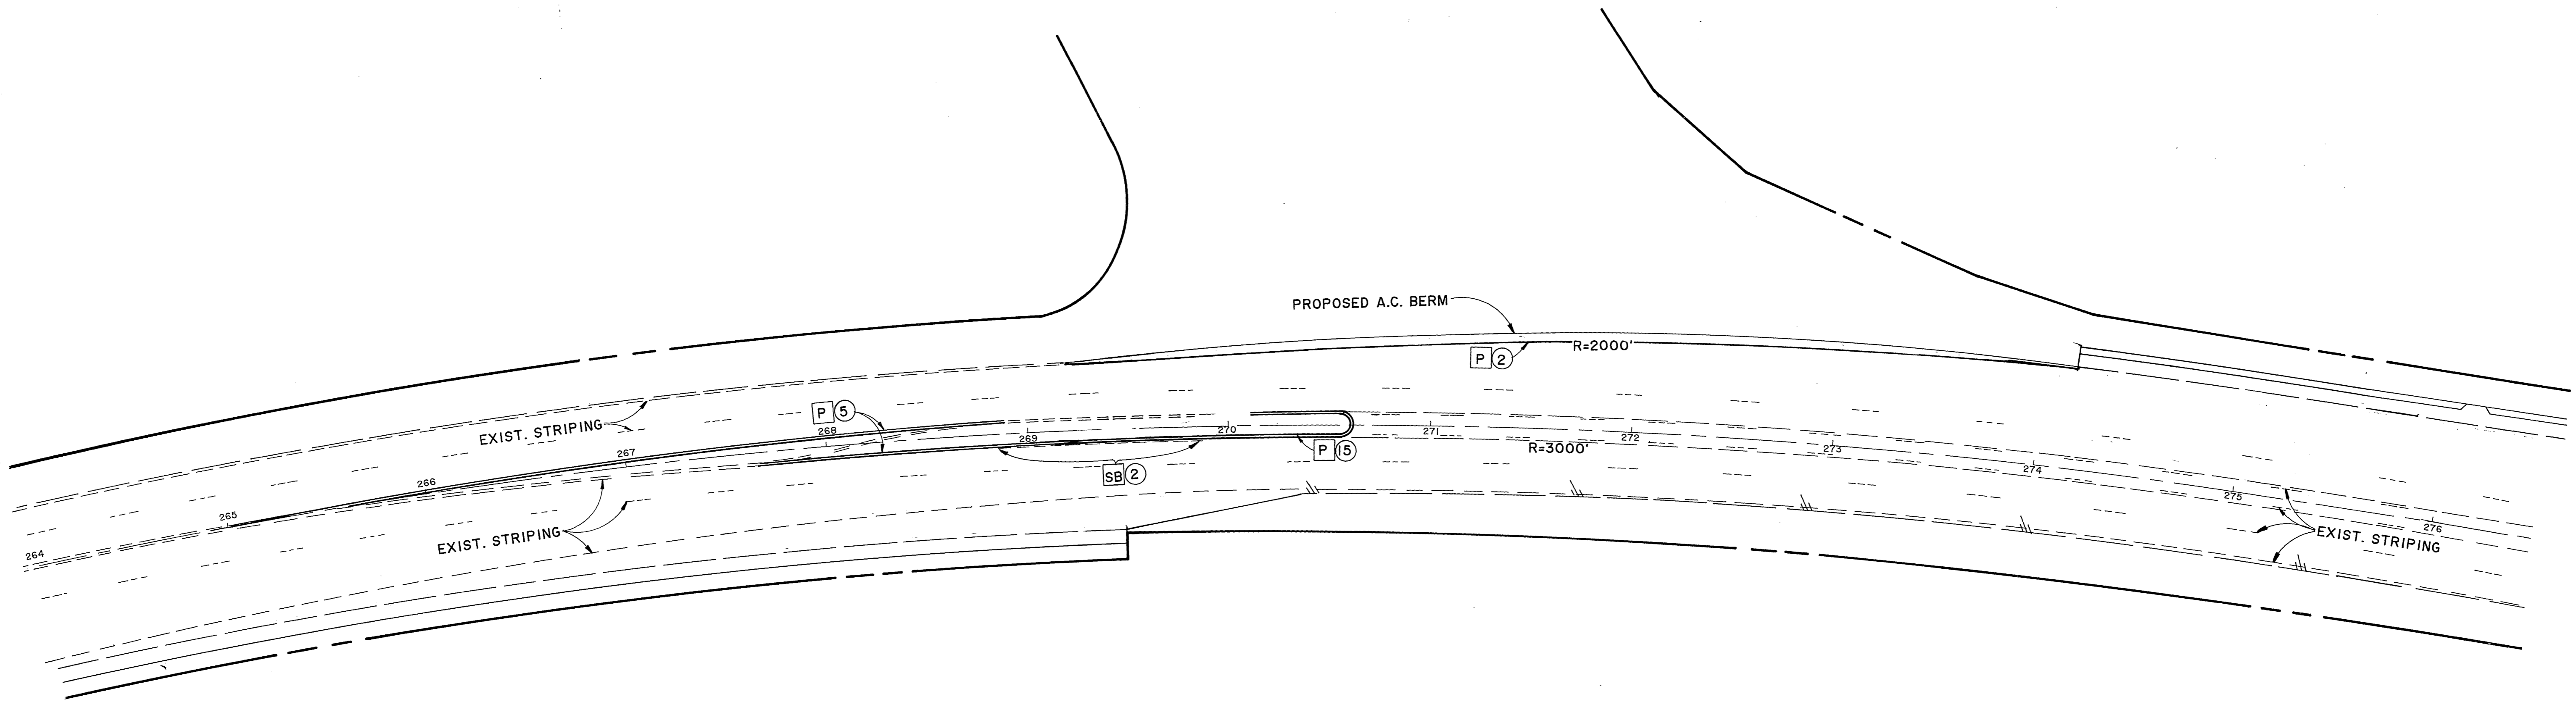 PROPOSED A.C. BERM
R=2000'
P 2
P 5
EXIST. STRIPING
264
265
266
267
268
269
270
271
272
273
274
275
276
P 15
R=3000'
SB 2
EXIST. STRIPING
EXIST. STRIPING